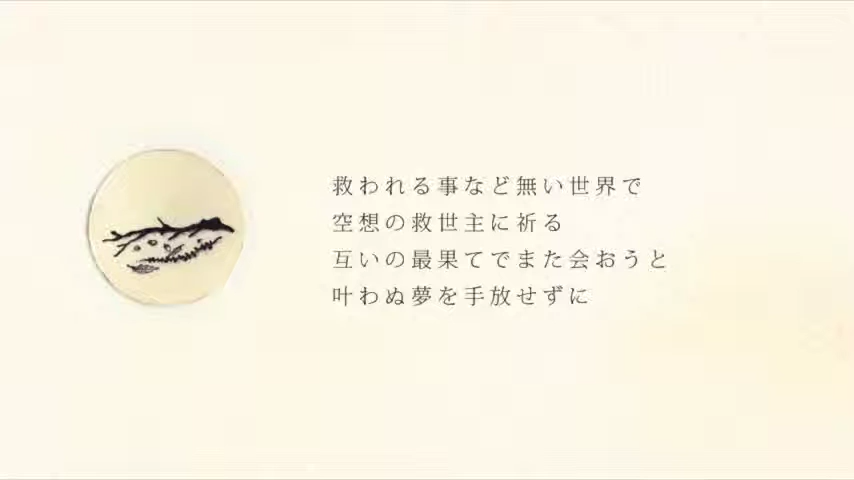 救われる事など無い世界で
空想の救世主に祈る
互いの最果てでまた会おうと
叶わぬ夢を手放せずに